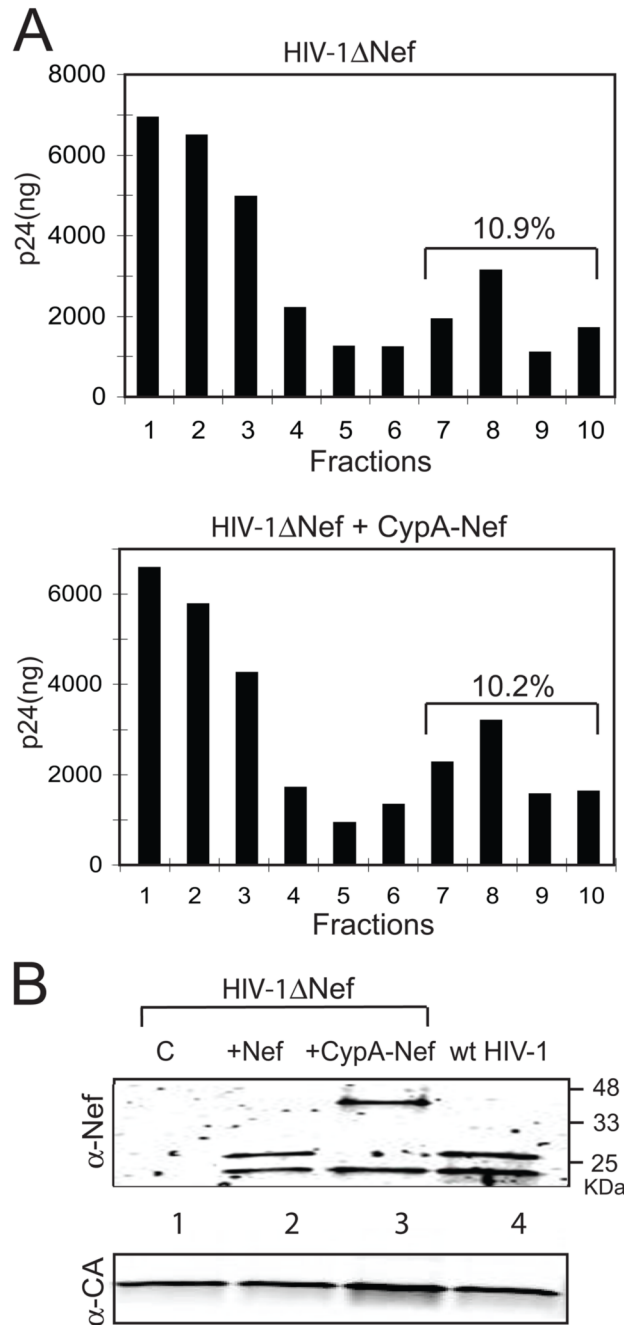 A
HIV-1ΔNef
8000
6000
4000
2000
0
p24(ng)
10.9%
1 2 3 4 5 6 7 8 9 10
Fractions
HIV-1ΔNef + CypA-Nef
6000
4000
2000
0
p24(ng)
10.2%
1 2 3 4 5 6 7 8 9 10
Fractions
B
HIV-1ΔNef
C +Nef +CypA-Nef wt HIV-1
α-Nef
48
33
25
KDa
1 2 3 4
α-CA